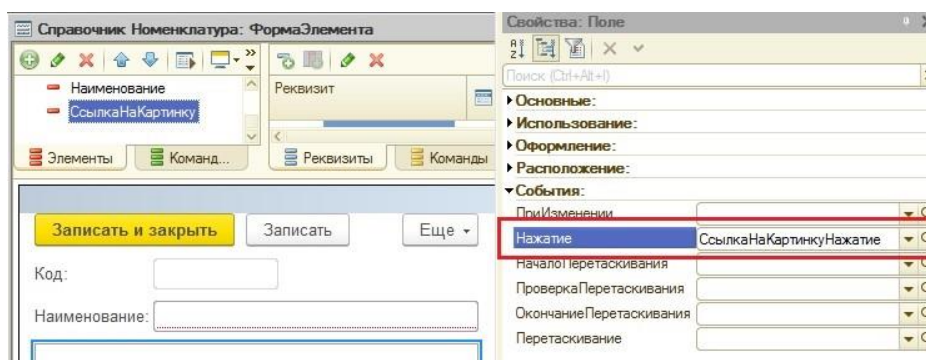 Справочник Номенклатура: ФормаЭлемента
Наименование
СсылкаНаКартинку
Элементы
Команд...
Реквизит
Реквизиты
Команды
Записать и закрыть
Записать
Еще
Код:
Наименование:
Свойства: Поле
Поиск (Ctrl+Alt+I)
Основные:
Использование:
Оформление:
Расположение:
События:
ПриИзменении
Нажатие
СсылкаНаКартинкуНажатие
НачалоПеретаскивания
ПроверкаПеретаскивания
ОкончаниеПеретаскивания
Перетаскивание